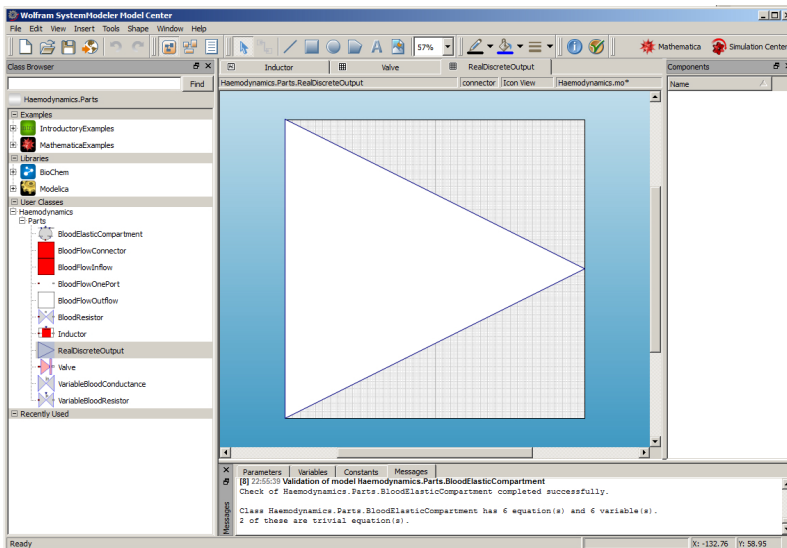 Wolfram SystemModeler Model Center
File Edit View Insert Tools Shape Window Help
57%
Mathematica
Simulation Center
Class Browser
Find
Haemodynamics.Parts
Examples
IntroductoryExamples
MathematicaExamples
Libraries
BioChem
Modelica
User Classes
Haemodynamics
Parts
BloodElasticCompartment
BloodFlowConnector
BloodFlowInflow
BloodFlowOnePort
BloodFlowOutflow
BloodResistor
Inductor
RealDiscreteOutput
Valve
VariableBloodConductance
VariableBloodResistor
Recently Used
Inductor Valve RealDiscreteOutput
Haemodynamics.Parts.RealDiscreteOutput connector Icon View Haemodynamics.mo*
Components
Name
Parameters Variables Constants Messages
Messages
[8] 22:55:39 Validation of model Haemodynamics.Parts.BloodElasticCompartment
Check of Haemodynamics.Parts.BloodElasticCompartment completed successfully.
Class Haemodynamics.Parts.BloodElasticCompartment has 6 equation(s) and 6 variable(s).
2 of these are trivial equation(s).
Ready
X: -132.76 Y: 58.95